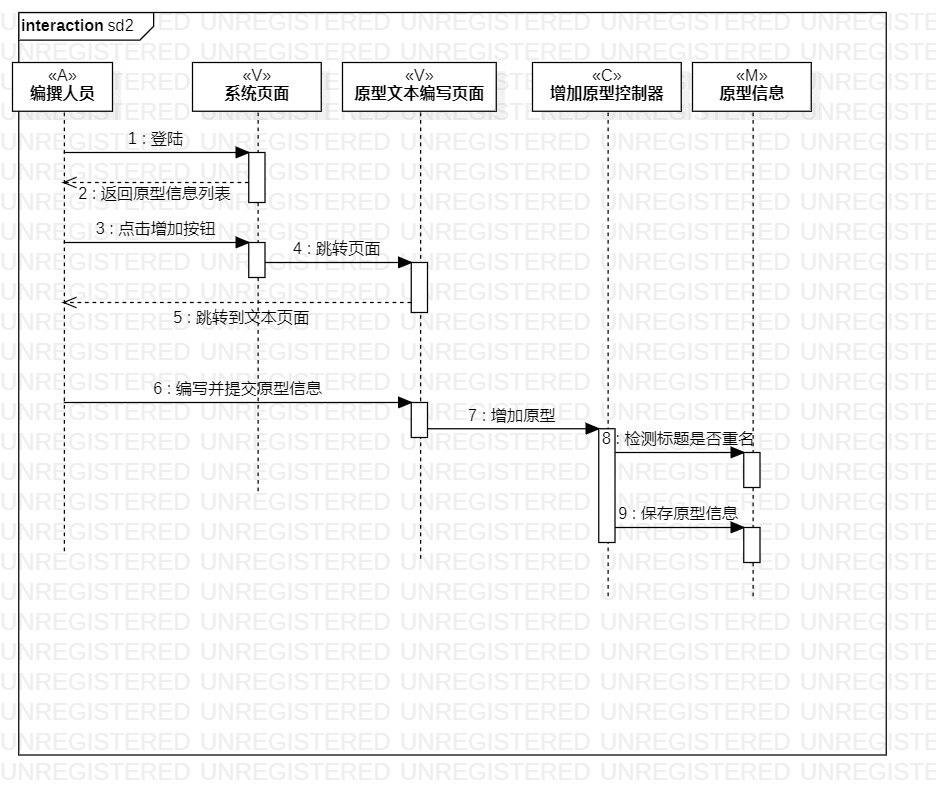 interaction sd2
«A»
编撰人员
«V»
系统页面
«V»
原型文本编写页面
«C»
增加原型控制器
«M»
原型信息
1 : 登陆
2 : 返回原型信息列表
3 : 点击增加按钮
4 : 跳转页面
5 : 跳转到文本页面
6 : 编写并提交原型信息
7 : 增加原型
8 : 检测标题是否重名
9 : 保存原型信息
UNREGISTERED